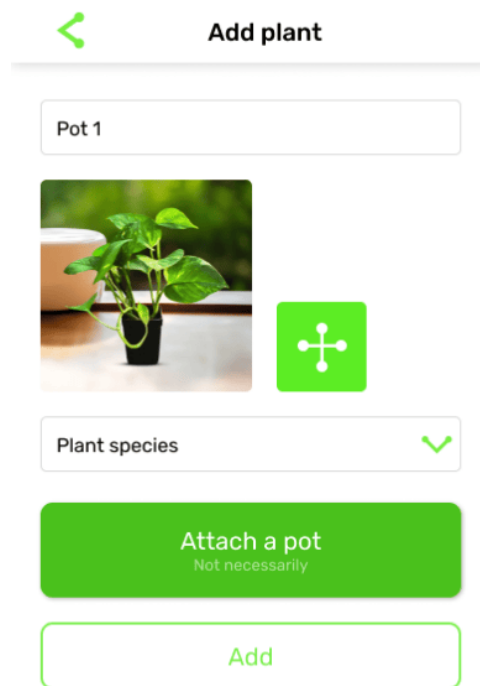 Add plant
Pot 1
Plant species
Attach a pot
Not necessarily
Add